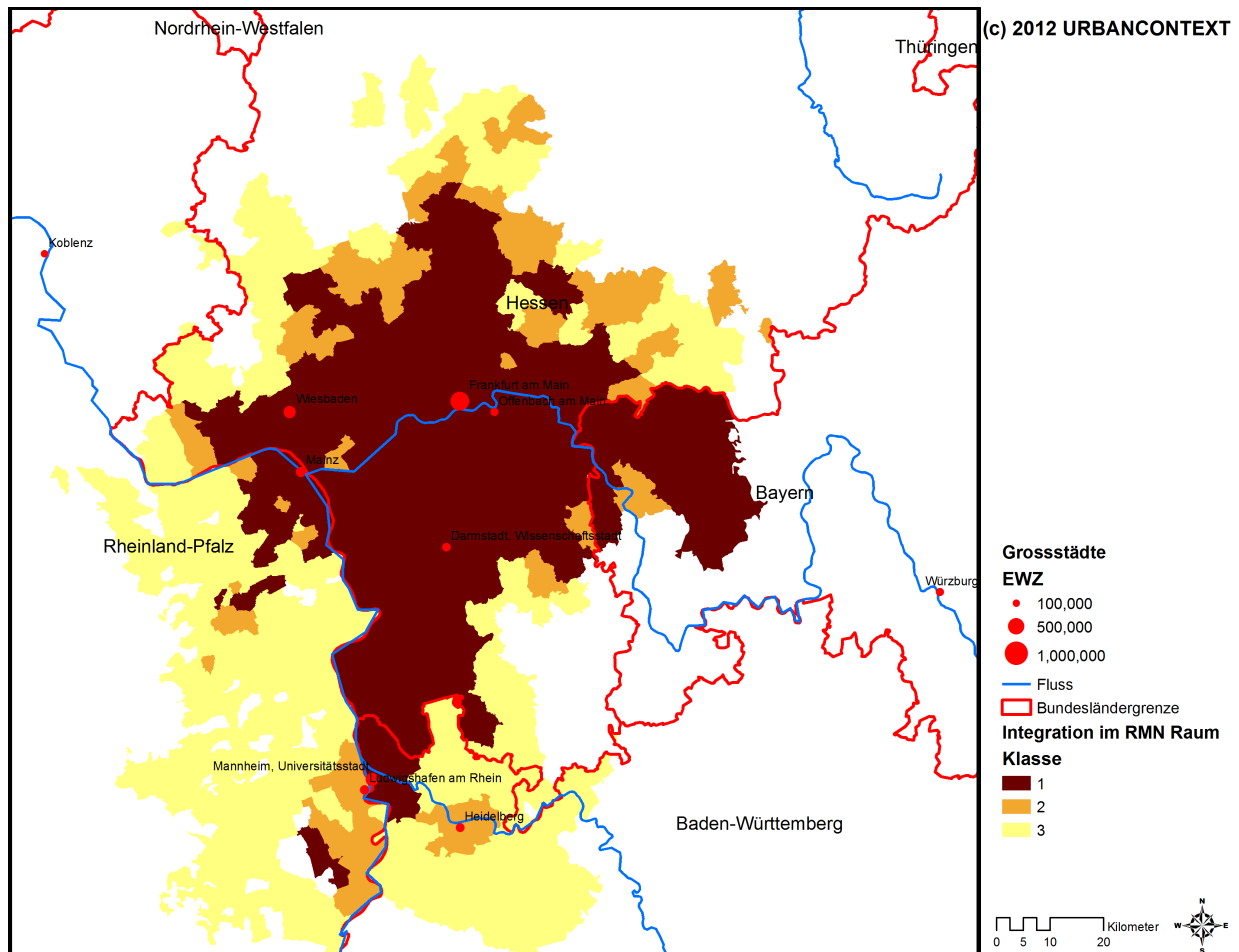 Nordrhein-Westfalen
(c) 2012 URBANCONTEXT
Thüringen
Koblenz
Hessen
Frankfurt am Main
Wiesbaden
Offenbach am Main
Mainz
Bayern
Darmstadt, Wissenschaftsstadt
Rheinland-Pfalz
Würzburg
Mannheim, Universitätsstadt
Ludwigshafen am Rhein
Heidelberg
Baden-Württemberg
Grossstädte
EWZ
100,000
500,000
1,000,000
Fluss
Bundesländergrenze
Integration im RMN Raum
Klasse
1
2
3
Kilometer
0 5 10 20
N
W E
S